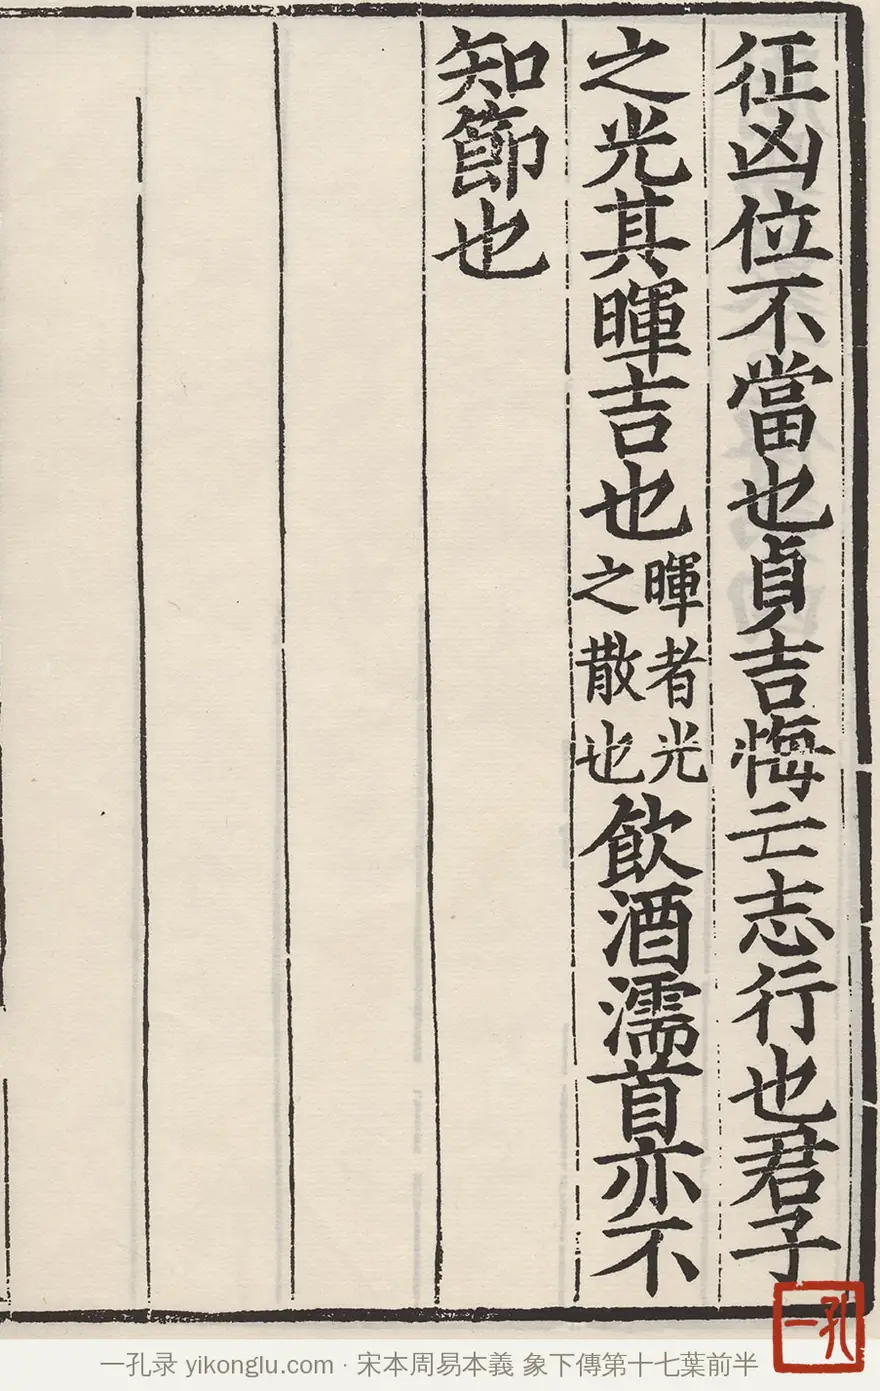 征凶位不當也貞吉悔亡志行也君子
之光其暉吉也暉者光之散也飲酒濡首亦不
知節也
一孔
一孔录 yikonglu.com · 宋本周易本義 象下傳第十七葉前半